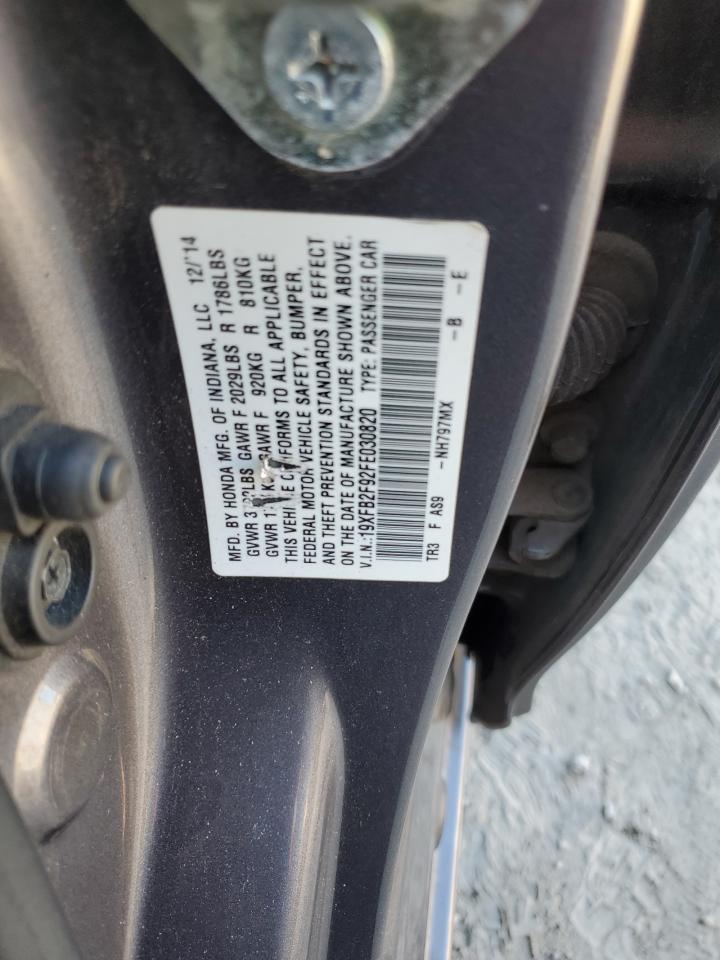 MFD. BY HONDA MFG. OF INDIANA, LLC 12/'14
GVWR GAWR F 2029LBS R 1786LBS
GVWR GAWR F 920KG R 810KG
THIS TO ALL APPLICABLE
FEDERAL MOTOR VEHICLE SAFETY, BUMPER,
AND THEFT PREVENTION STANDARDS IN EFFECT
ON THE DATE OF MANUFACTURE SHOWN ABOVE.
V.I.N.:19XFB2F92FE030820 TYPE: PASSENGER CAR
TR3 F AS9 -NH797MX -B -E